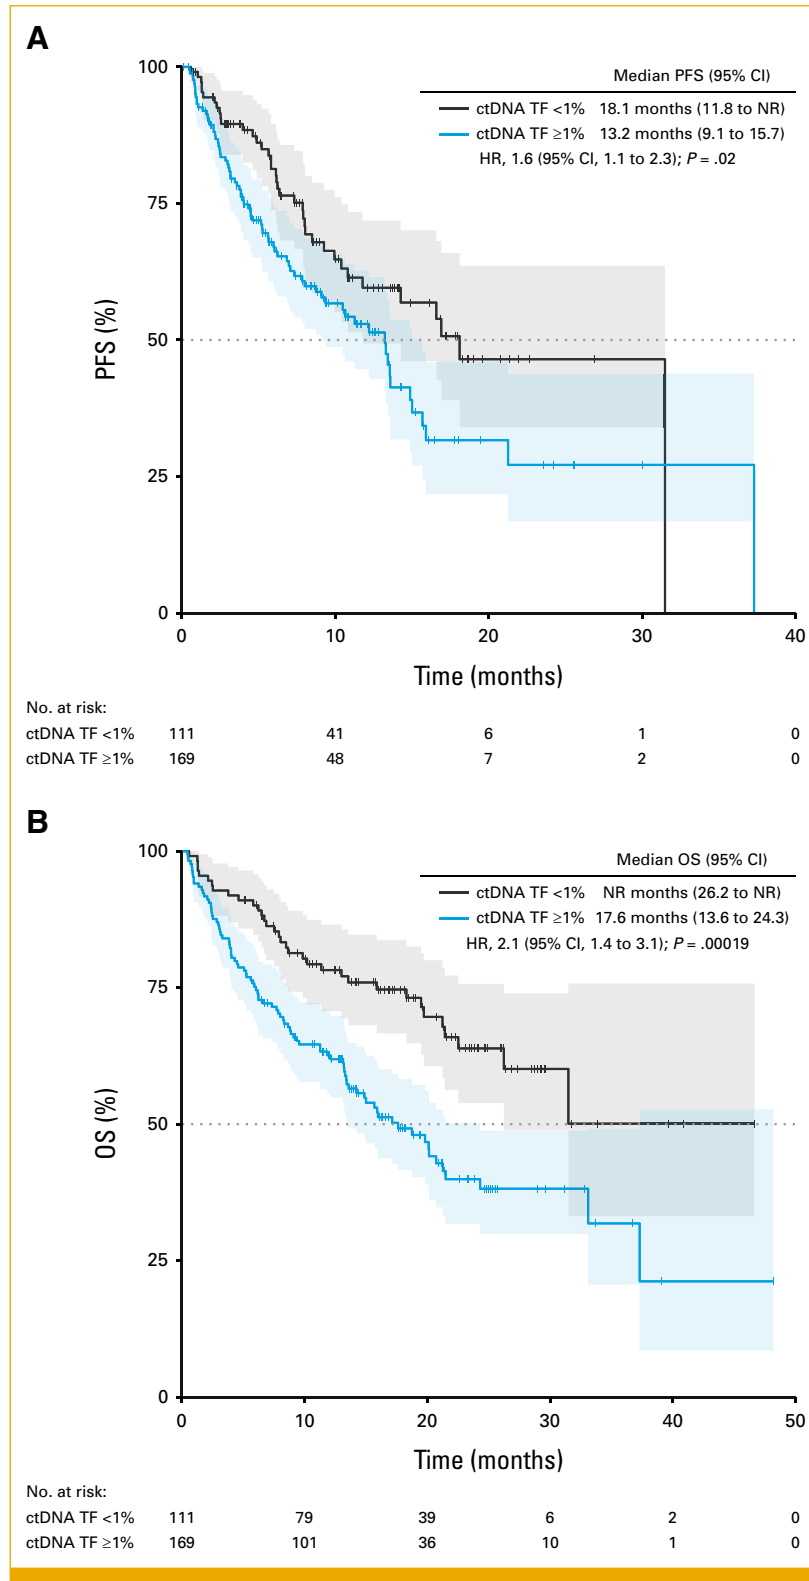 A
Median PFS (95% CI)
ctDNA TF <1% 18.1 months (11.8 to NR)
ctDNA TF ≥1% 13.2 months (9.1 to 15.7)
HR, 1.6 (95% CI, 1.1 to 2.3); P = .02
100
75
50
25
0
PFS (%)
0 10 20 30 40
Time (months)
No. at risk:
ctDNA TF <1% 111 41 6 1 0
ctDNA TF ≥1% 169 48 7 2 0
B
Median OS (95% CI)
ctDNA TF <1% NR months (26.2 to NR)
ctDNA TF ≥1% 17.6 months (13.6 to 24.3)
HR, 2.1 (95% CI, 1.4 to 3.1); P = .00019
100
75
50
25
0
OS (%)
0 10 20 30 40 50
Time (months)
No. at risk:
ctDNA TF <1% 111 79 39 6 2 0
ctDNA TF ≥1% 169 101 36 10 1 0